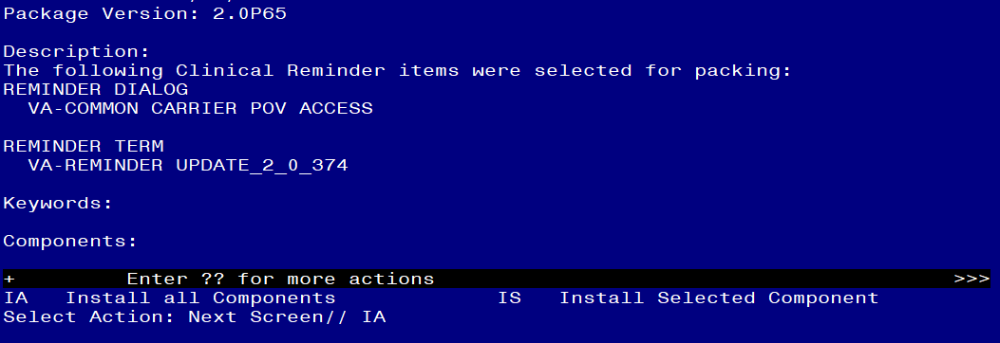 Package Version: 2.0P65
Description:
The following Clinical Reminder items were selected for packing:
REMINDER DIALOG
VA-COMMON CARRIER POV ACCESS
REMINDER TERM
VA-REMINDER UPDATE_2_0_374
Keywords:
Components:
+ Enter ?? for more actions >>>
IA Install all Components IS Install Selected Component
Select Action: Next Screen// IA